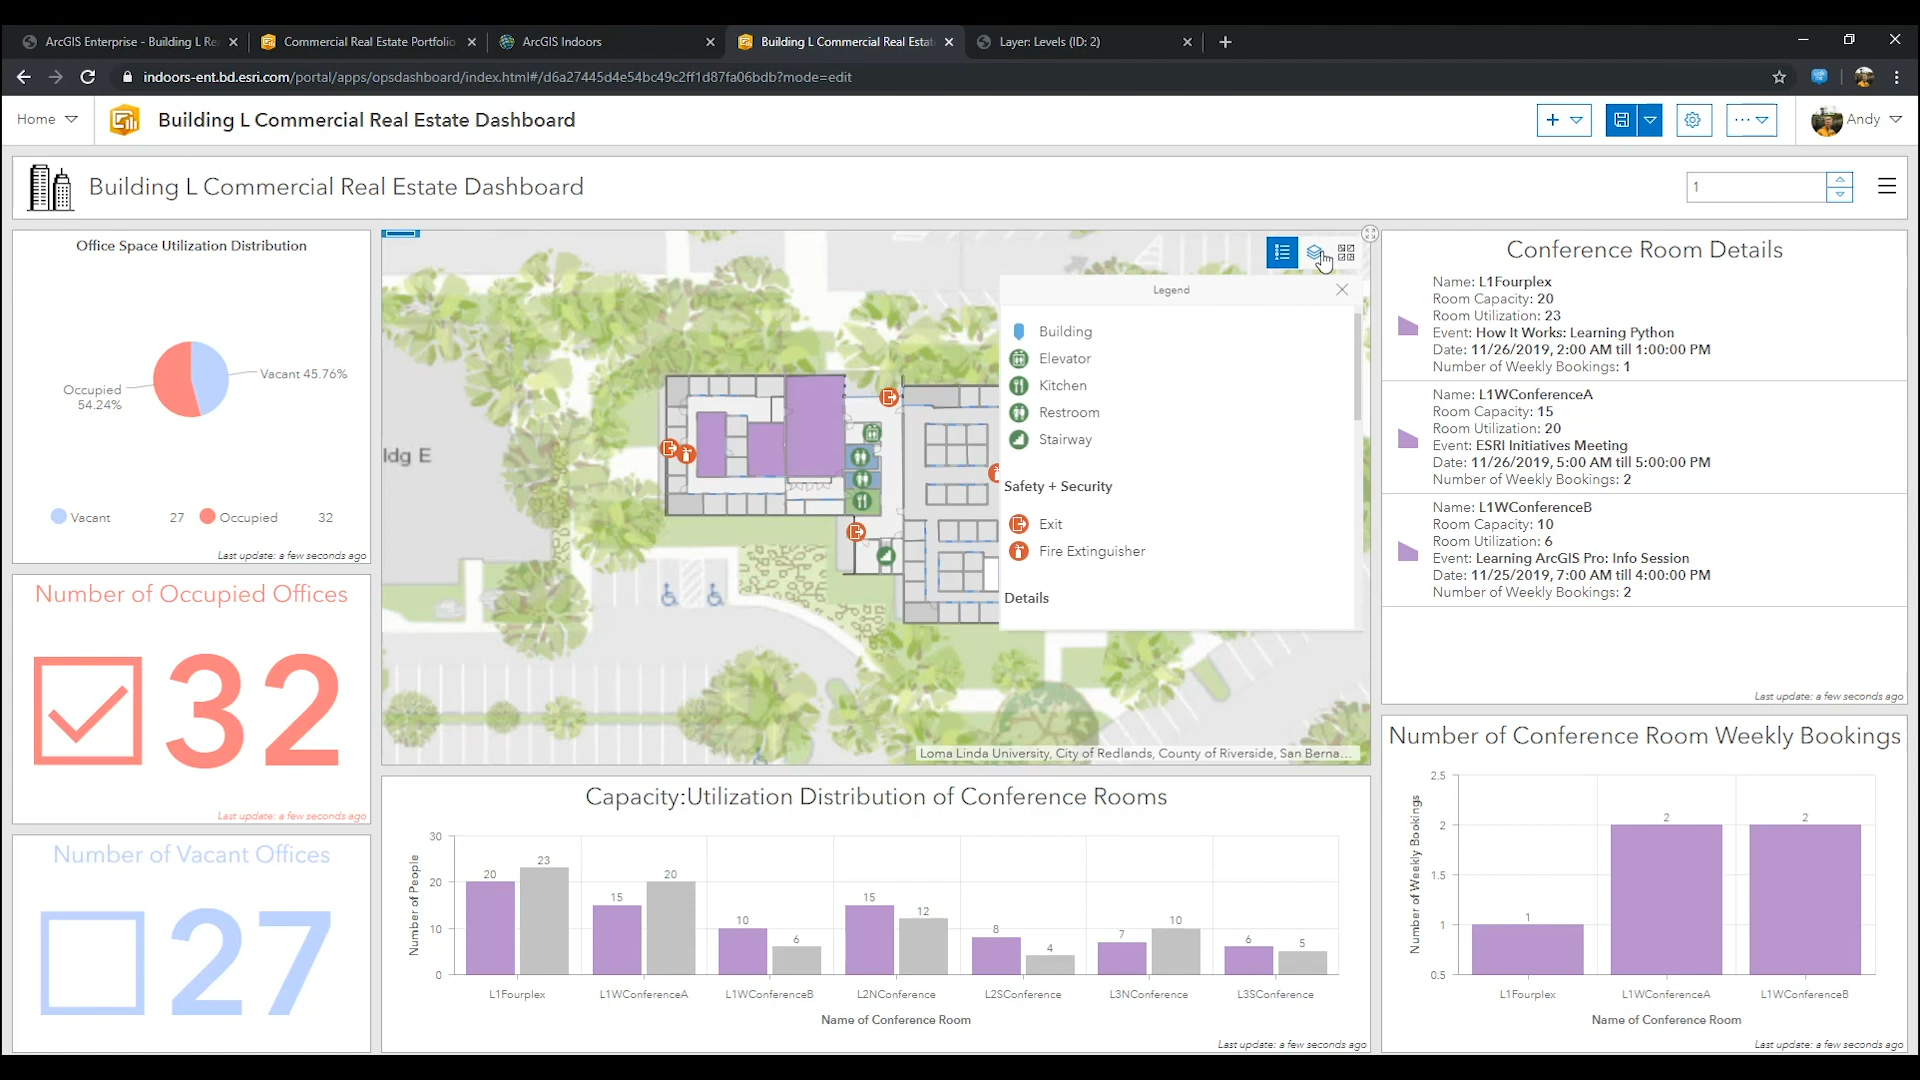 ArcGIS Enterprise - Building L Re
Commercial Real Estate Portfolio
ArcGIS Indoors
Building L Commercial Real Estat
Layer: Levels (ID: 2)
indoors-ent.bd.esri.com/portal/apps/opsdashboard/index.html#/d6a27445d4e54bc49c2ff1d87fa06bdb?mode=edit
Home
Building L Commercial Real Estate Dashboard
Andy
Building L Commercial Real Estate Dashboard
1
Office Space Utilization Distribution
Vacant 45.76%
Occupied
54.24%
Vacant 27
Occupied 32
Last update: a few seconds ago
Number of Occupied Offices
32
Last update: a few seconds ago
Number of Vacant Offices
27
ldg E
Legend
Building
Elevator
Kitchen
Restroom
Stairway
Safety + Security
Exit
Fire Extinguisher
Details
Loma Linda University, City of Redlands, County of Riverside, San Berna...
Capacity:Utilization Distribution of Conference Rooms
Number of People
30
20
10
0
20
23
15
20
10
6
15
12
8
4
7
10
6
5
L1Fourplex
L1WConferenceA
L1WConferenceB
L2NConference
L2SConference
L3NConference
L3SConference
Name of Conference Room
Last update: a few seconds ago
Conference Room Details
Name: L1Fourplex
Room Capacity: 20
Room Utilization: 23
Event: How It Works: Learning Python
Date: 11/26/2019, 2:00 AM till 1:00:00 PM
Number of Weekly Bookings: 1
Name: L1WConferenceA
Room Capacity: 15
Room Utilization: 20
Event: ESRI Initiatives Meeting
Date: 11/26/2019, 5:00 AM till 5:00:00 PM
Number of Weekly Bookings: 2
Name: L1WConferenceB
Room Capacity: 10
Room Utilization: 6
Event: Learning ArcGIS Pro: Info Session
Date: 11/25/2019, 7:00 AM till 4:00:00 PM
Number of Weekly Bookings: 2
Last update: a few seconds ago
Number of Conference Room Weekly Bookings
Number of Weekly Bookings
2.5
2
1.5
1
0.5
1
2
2
L1Fourplex
L1WConferenceA
L1WConferenceB
Name of Conference Room
Last update: a few seconds ago